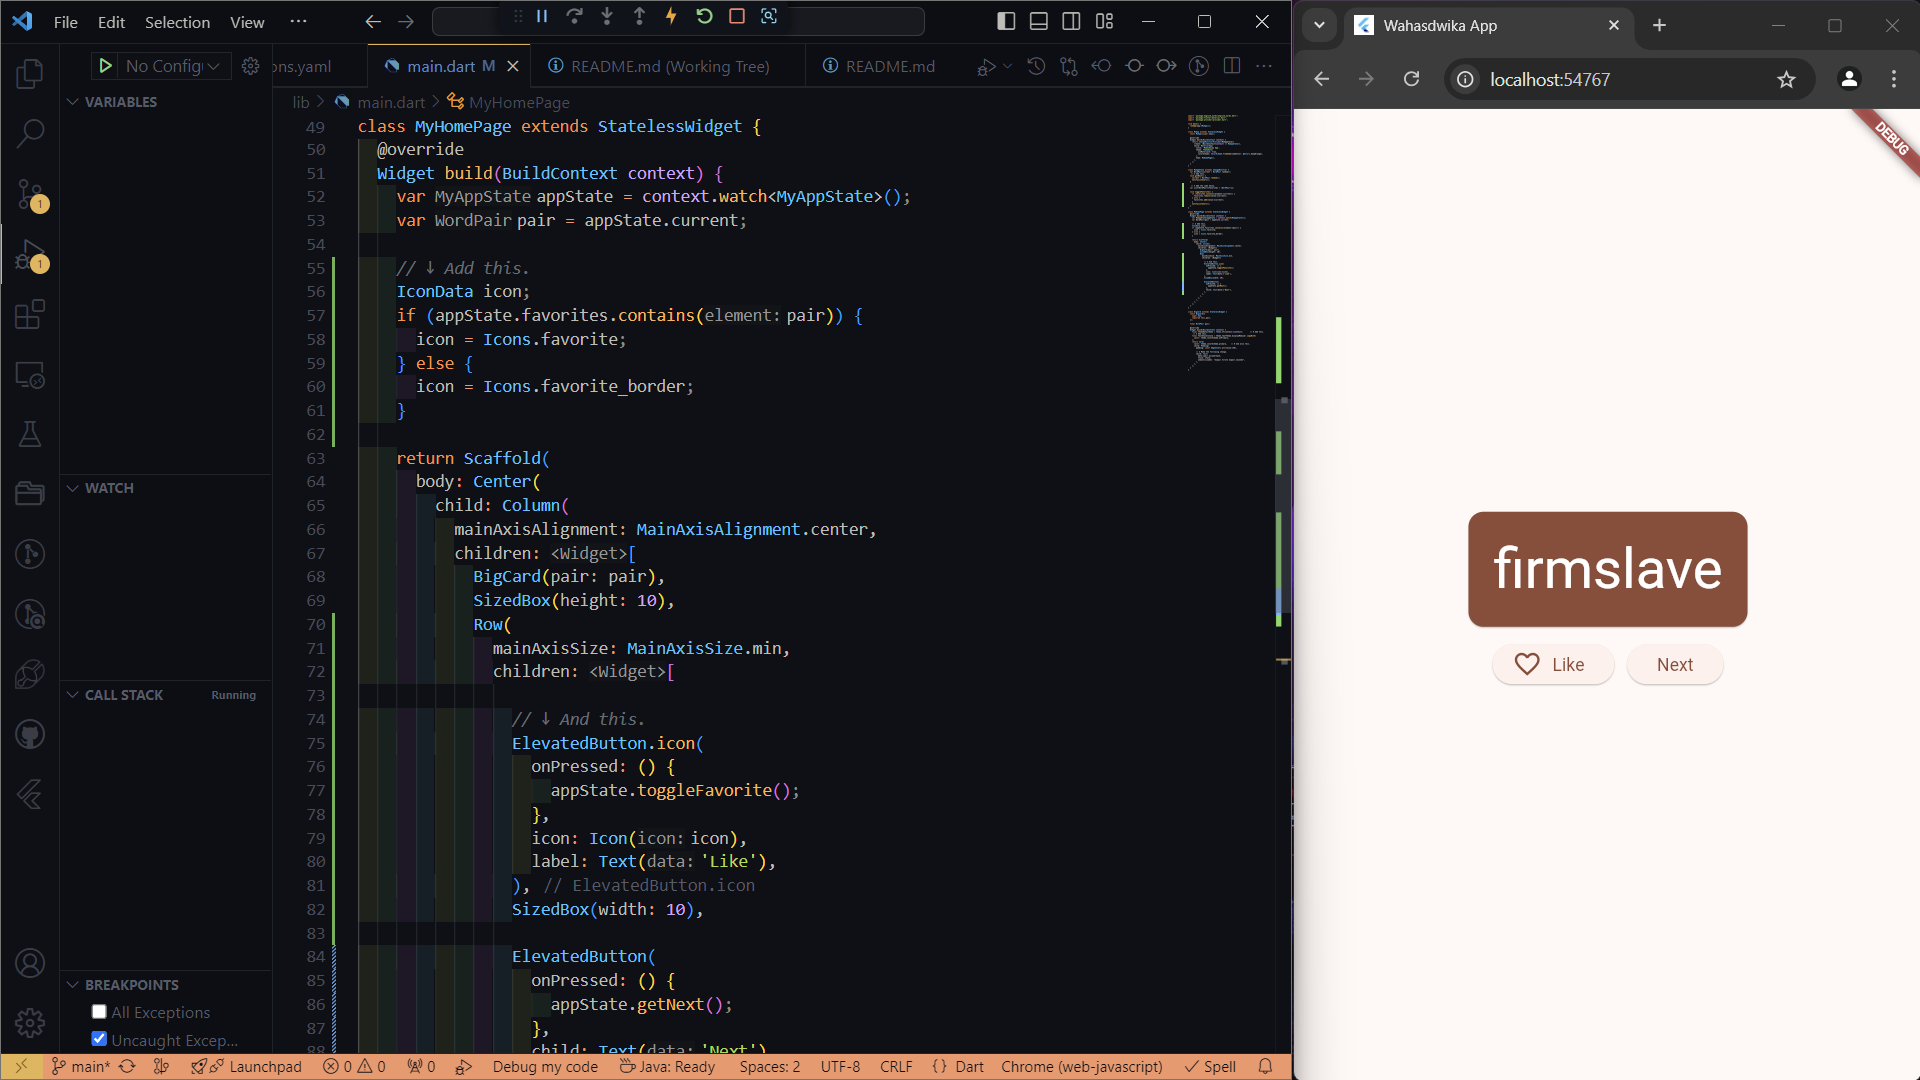 File Edit Selection View ···
No Config
ons.yaml
main.dart M
README.md (Working Tree)
README.md
lib > main.dart > MyHomePage
VARIABLES
WATCH
CALL STACK Running
BREAKPOINTS
All Exceptions
Uncaught Excep...
1
1
49 class MyHomePage extends StatelessWidget {
50 @override
51 Widget build(BuildContext context) {
52 var MyAppState appState = context.watch<MyAppState>();
53 var WordPair pair = appState.current;
54
55 // ↓ Add this.
56 IconData icon;
57 if (appState.favorites.contains(element: pair)) {
58 icon = Icons.favorite;
59 } else {
60 icon = Icons.favorite_border;
61 }
62
63 return Scaffold(
64 body: Center(
65 child: Column(
66 mainAxisAlignment: MainAxisAlignment.center,
67 children: <Widget>[
68 BigCard(pair: pair),
69 SizedBox(height: 10),
70 Row(
71 mainAxisSize: MainAxisSize.min,
72 children: <Widget>[
73
74 // ↓ And this.
75 ElevatedButton.icon(
76 onPressed: () {
77 appState.toggleFavorite();
78 },
79 icon: Icon(icon: icon),
80 label: Text(data: 'Like'),
81 ), // ElevatedButton.icon
82 SizedBox(width: 10),
83
84 ElevatedButton(
85 onPressed: () {
86 appState.getNext();
87 },
88 child: Text(data: 'Next')
main* Launchpad 0 0 0 Debug my code Java: Ready Spaces: 2 UTF-8 CRLF {} Dart Chrome (web-javascript) Spell
Wahasdwika App
localhost:54767
DEBUG
firmslave
Like
Next